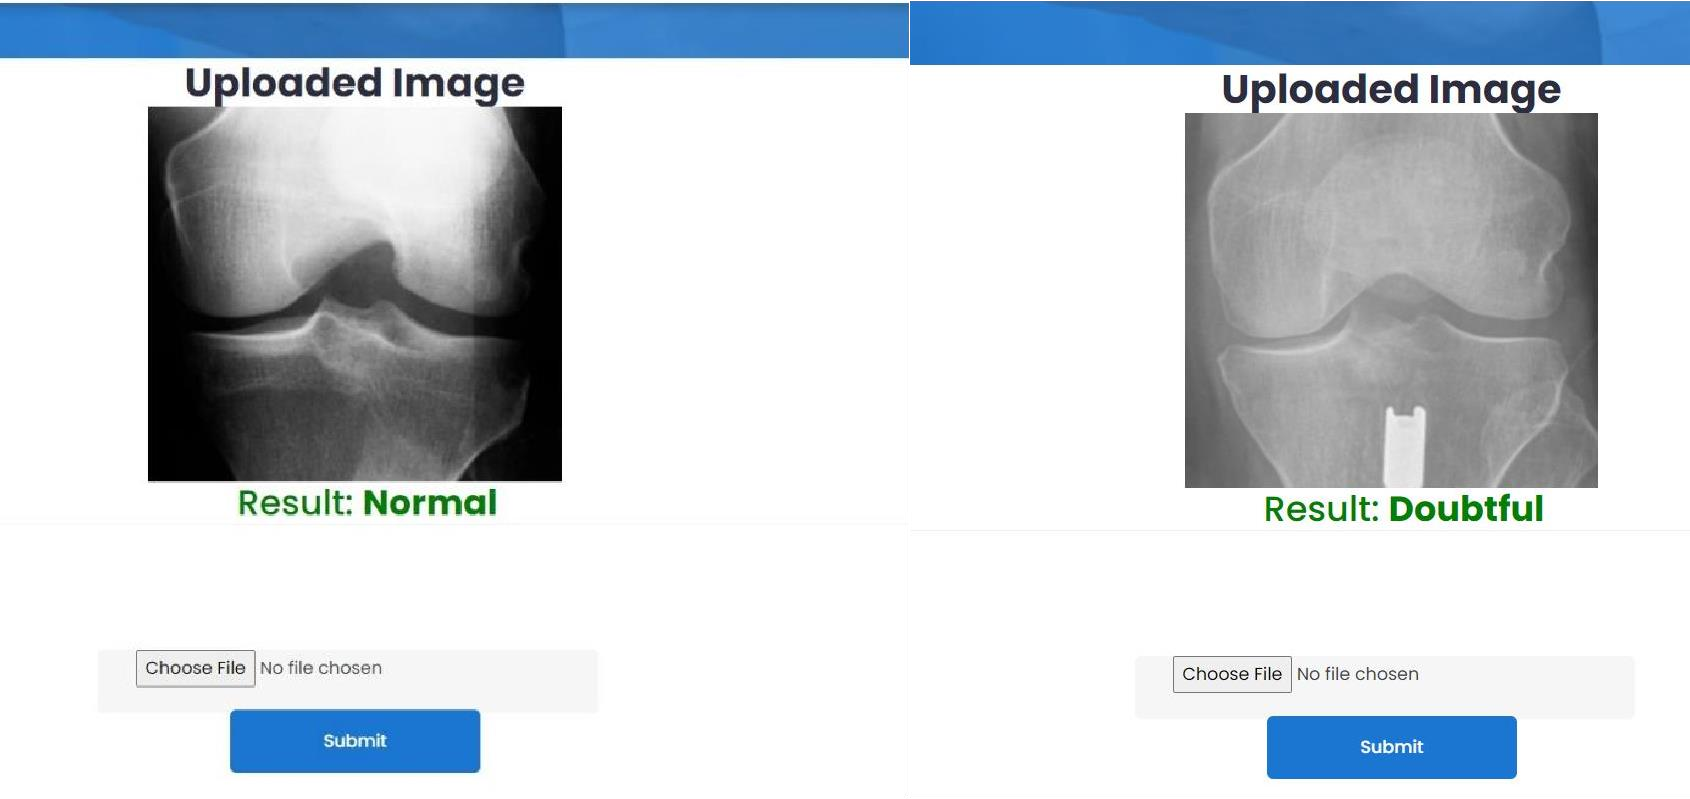 Uploaded Image
Result: Normal
Choose File No file chosen
Submit
Uploaded Image
Result: Doubtful
Choose File No file chosen
Submit